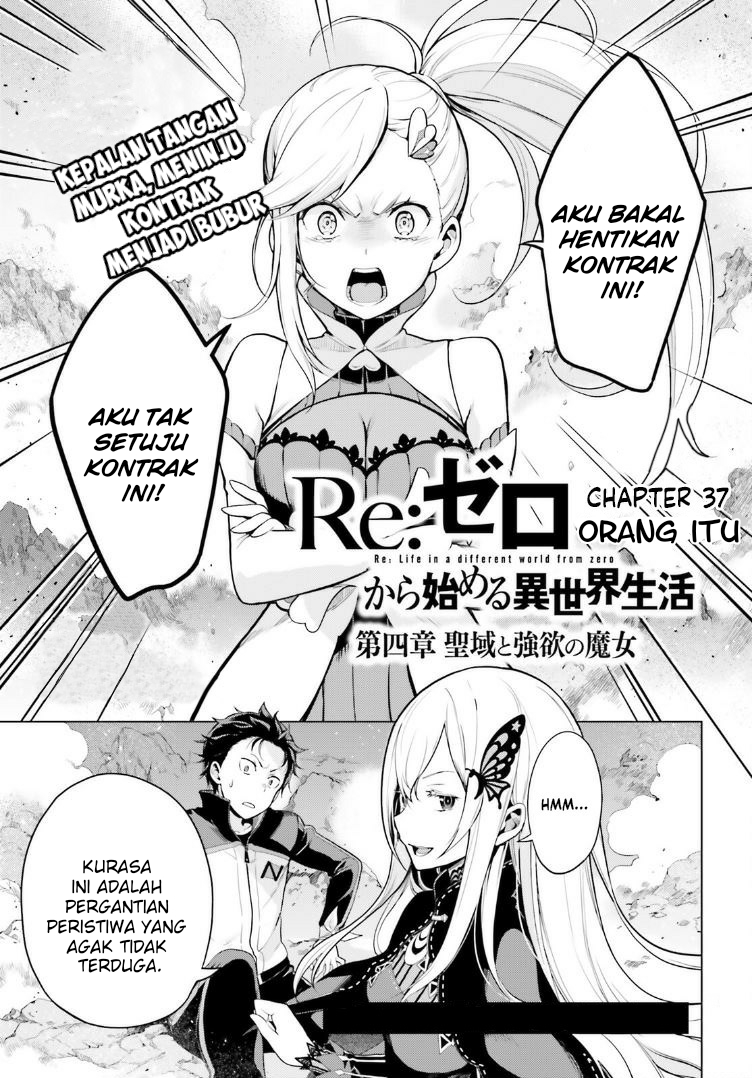 AKU BAKAL
HENTIKAN
KONTRAK
INI!
KEPALAN TANGAN
MURKA, MENINJU
KONTRAK
MENJADI BUBUR
AKU TAK
SETUJU
KONTRAK
INI!
Re:ゼロ
CHAPTER 37
ORANG ITU
Re: Life in a different world from zero
から始める異世界生活
第四章 聖域と強欲の魔女
HMM...
KURASA
INI ADALAH
PERGANTIAN
PERISTIWA YANG
AGAK TIDAK
TERDUGA.
N